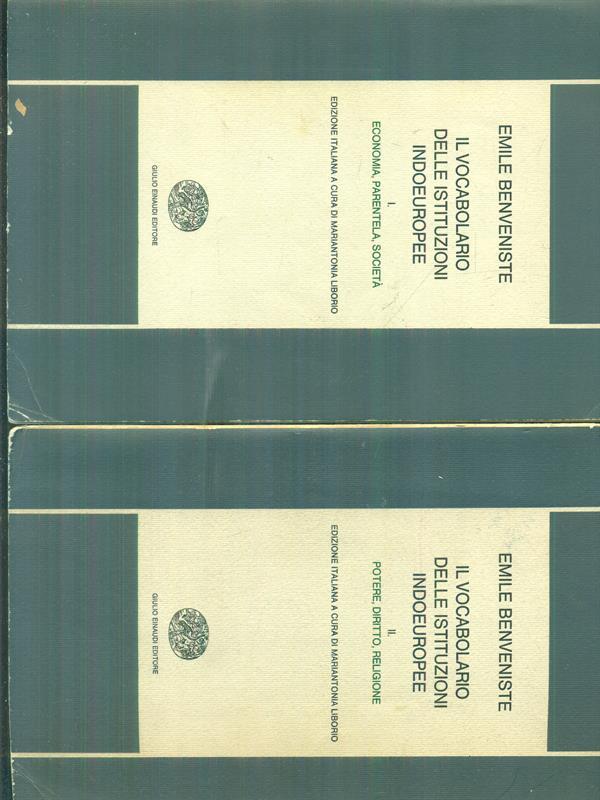 EMILE BENVENISTE
IL VOCABOLARIO
DELLE ISTITUZIONI
INDOEUROPEE
I.
ECONOMIA, PARENTELA, SOCIETÀ
EDIZIONE ITALIANA A CURA DI MARIANTONIA LIBORIO
GIULIO EINAUDI EDITORE
EMILE BENVENISTE
IL VOCABOLARIO
DELLE ISTITUZIONI
INDOEUROPEE
II.
POTERE, DIRITTO, RELIGIONE
EDIZIONE ITALIANA A CURA DI MARIANTONIA LIBORIO
GIULIO EINAUDI EDITORE